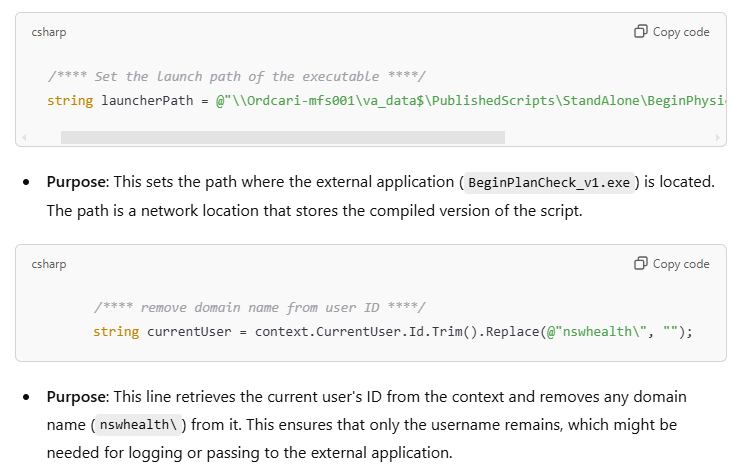 csharp
Copy code
/**** Set the launch path of the executable ****/
string launcherPath = @"\\Ordcari-mfs001\va_data$\PublishedScripts\StandAlone\BeginPhysi
• Purpose: This sets the path where the external application (BeginPlanCheck_v1.exe) is located.
The path is a network location that stores the compiled version of the script.
csharp
Copy code
/**** remove domain name from user ID ****/
string currentUser = context.CurrentUser.Id.Trim().Replace(@"nswhealth\", "");
• Purpose: This line retrieves the current user's ID from the context and removes any domain
name (nswhealth\) from it. This ensures that only the username remains, which might be
needed for logging or passing to the external application.